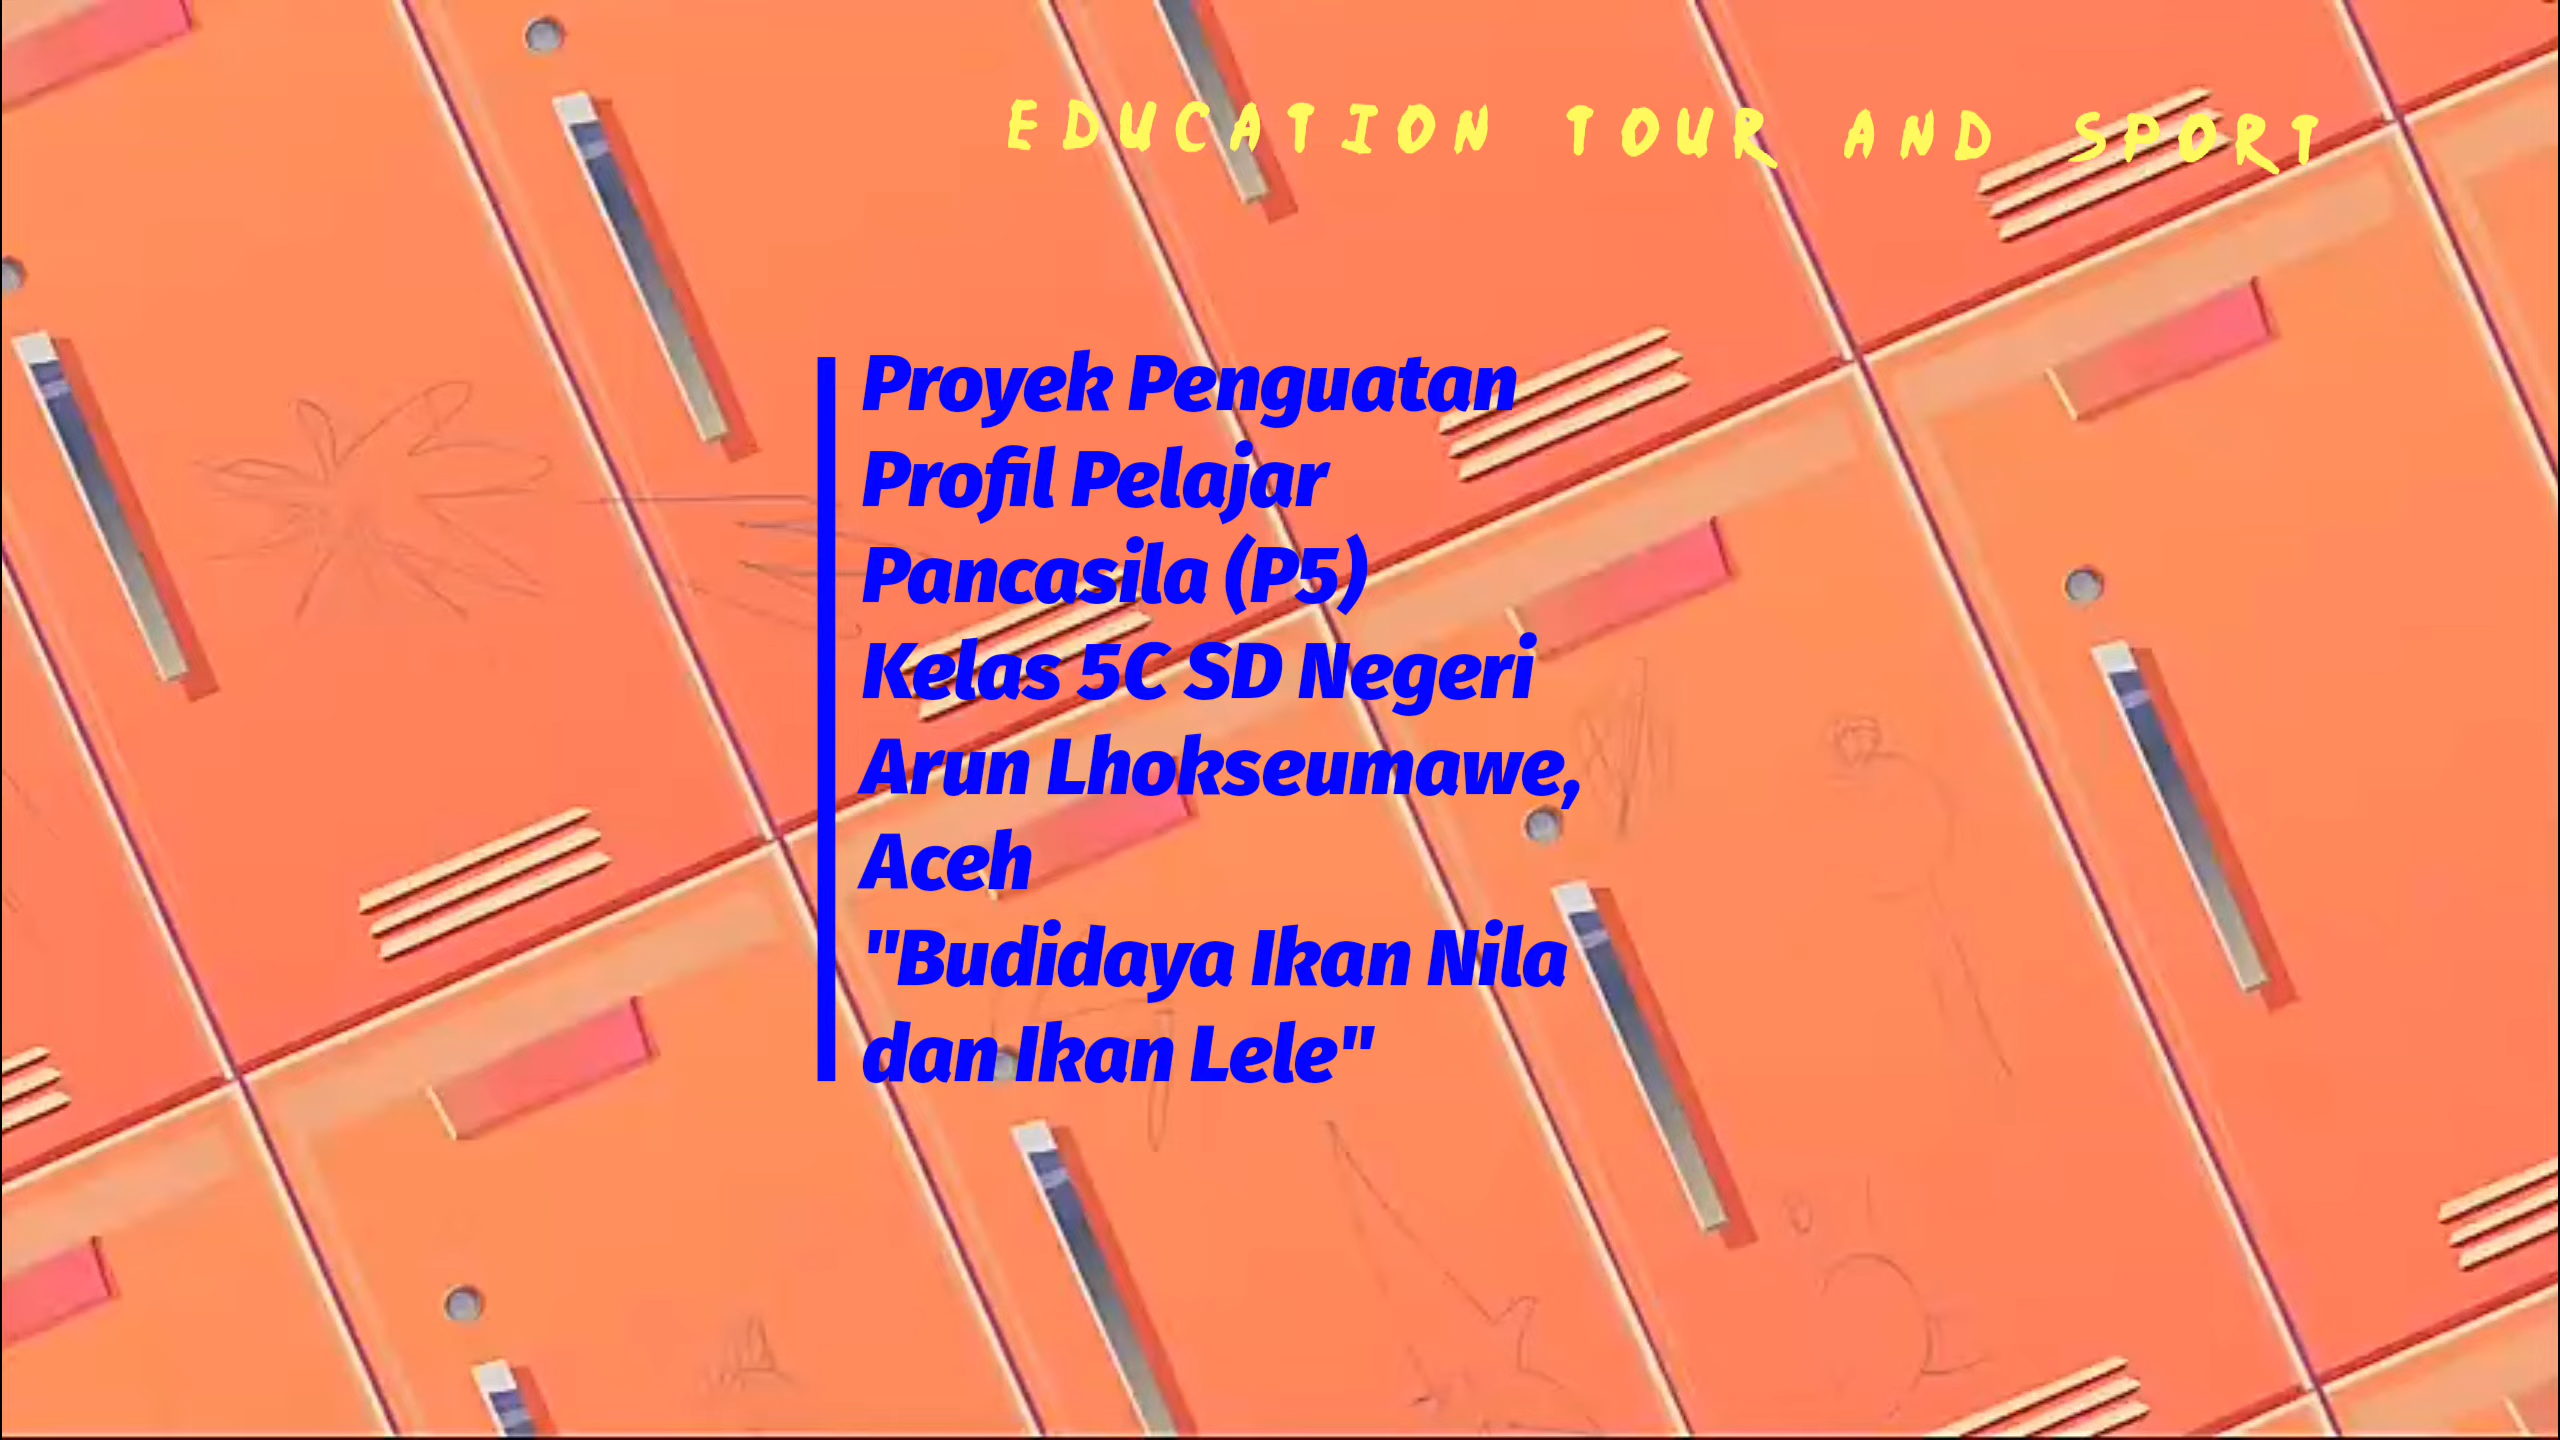 EDUCATION TOUR AND SPORT
Proyek Penguatan
Profil Pelajar
Pancasila (P5)
Kelas 5C SD Negeri
Arun Lhokseumawe,
Aceh
"Budidaya Ikan Nila
dan Ikan Lele"